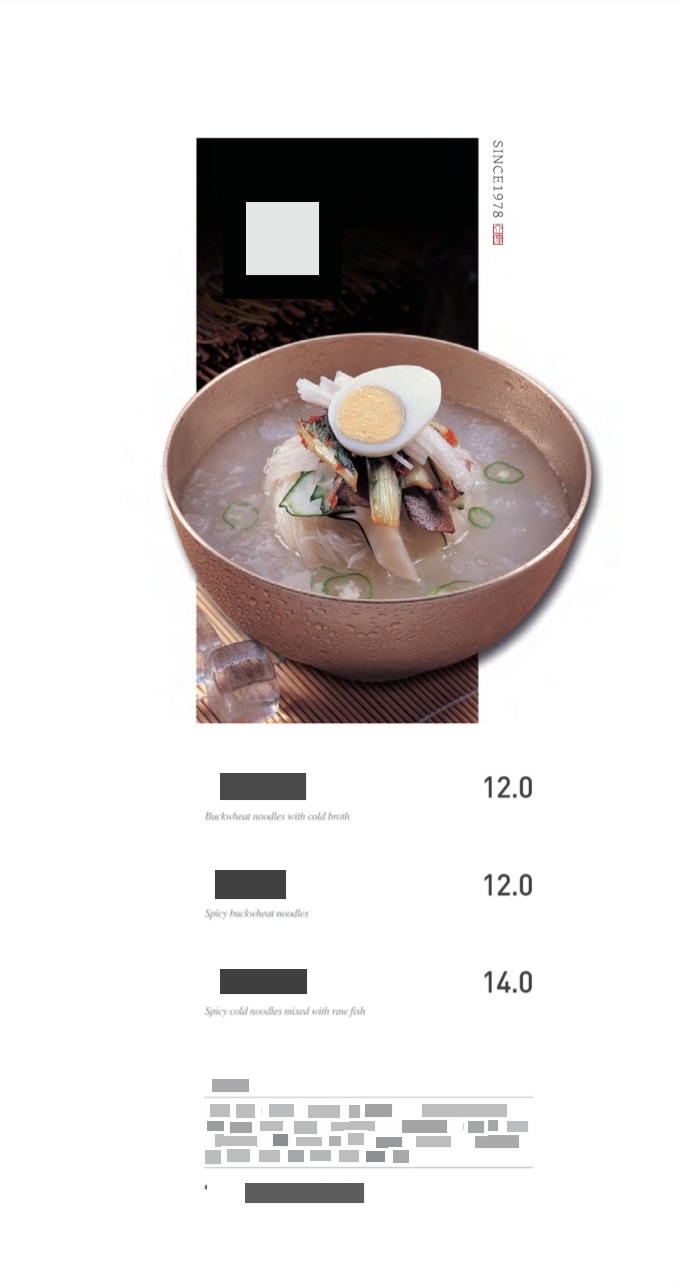 SINCE1978
12.0
Buckwheat noodles with cold broth
12.0
Spicy buckwheat noodles
14.0
Spicy cold noodles mixed with raw fish